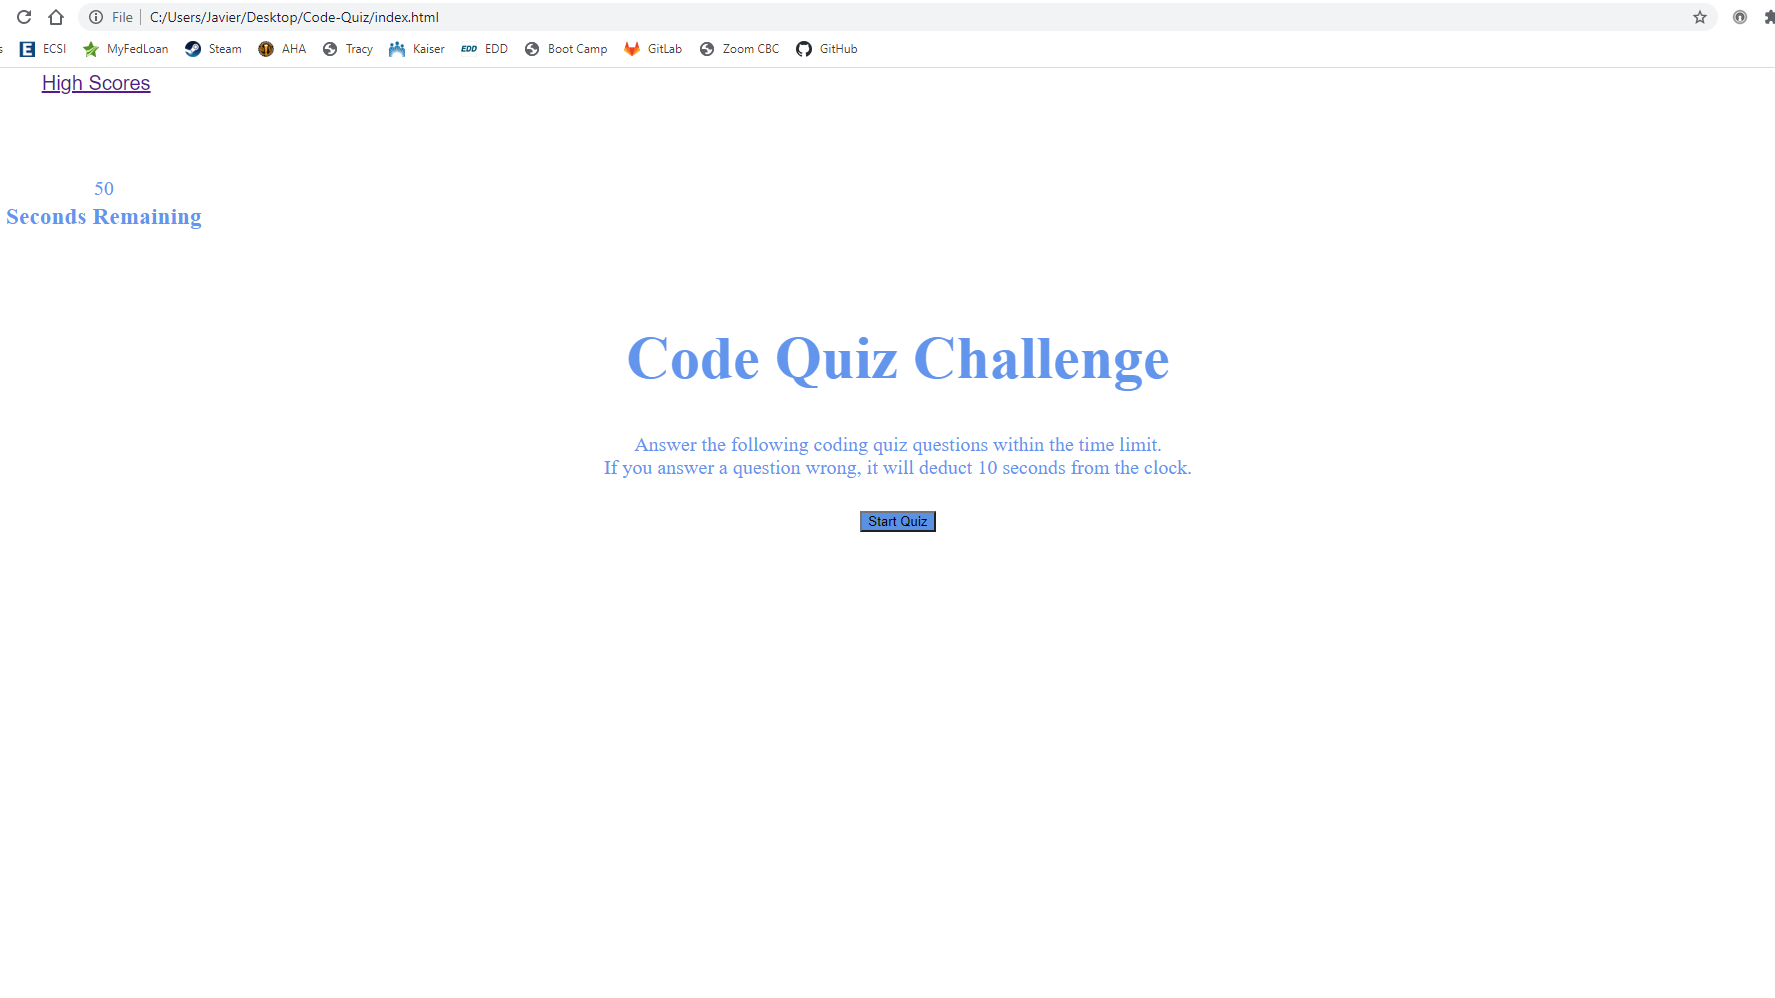 File C:/Users/Javier/Desktop/Code-Quiz/index.html
s ECSI MyFedLoan Steam AHA Tracy Kaiser EDD EDD Boot Camp GitLab Zoom CBC GitHub
High Scores
50
Seconds Remaining
Code Quiz Challenge
Answer the following coding quiz questions within the time limit.
If you answer a question wrong, it will deduct 10 seconds from the clock.
Start Quiz